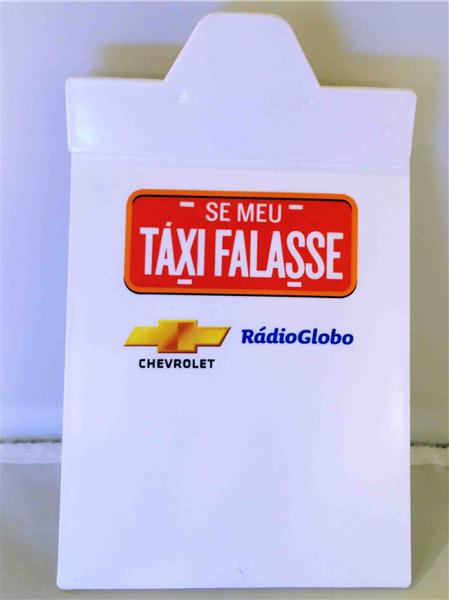 SE MEU
TÁXI FALASSE
CHEVROLET
RádioGlobo